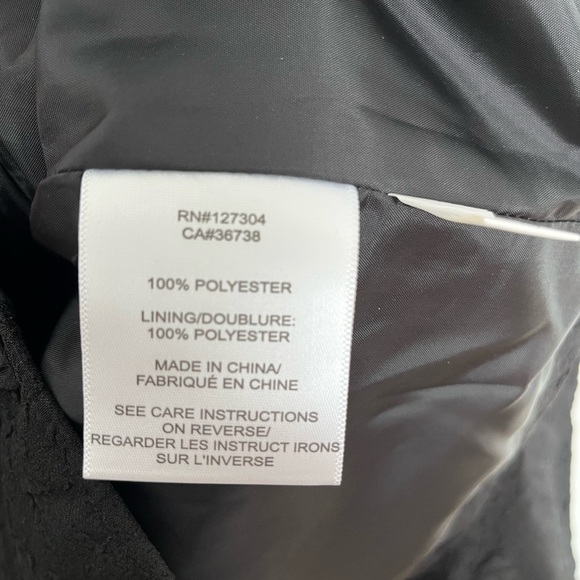 RN#127304
CA#36738
100% POLYESTER
LINING/DOUBLURE:
100% POLYESTER
MADE IN CHINA/
FABRIQUÉ EN CHINE
SEE CARE INSTRUCTIONS
ON REVERSE/
REGARDER LES INSTRUCT IRONS
SUR L'INVERSE